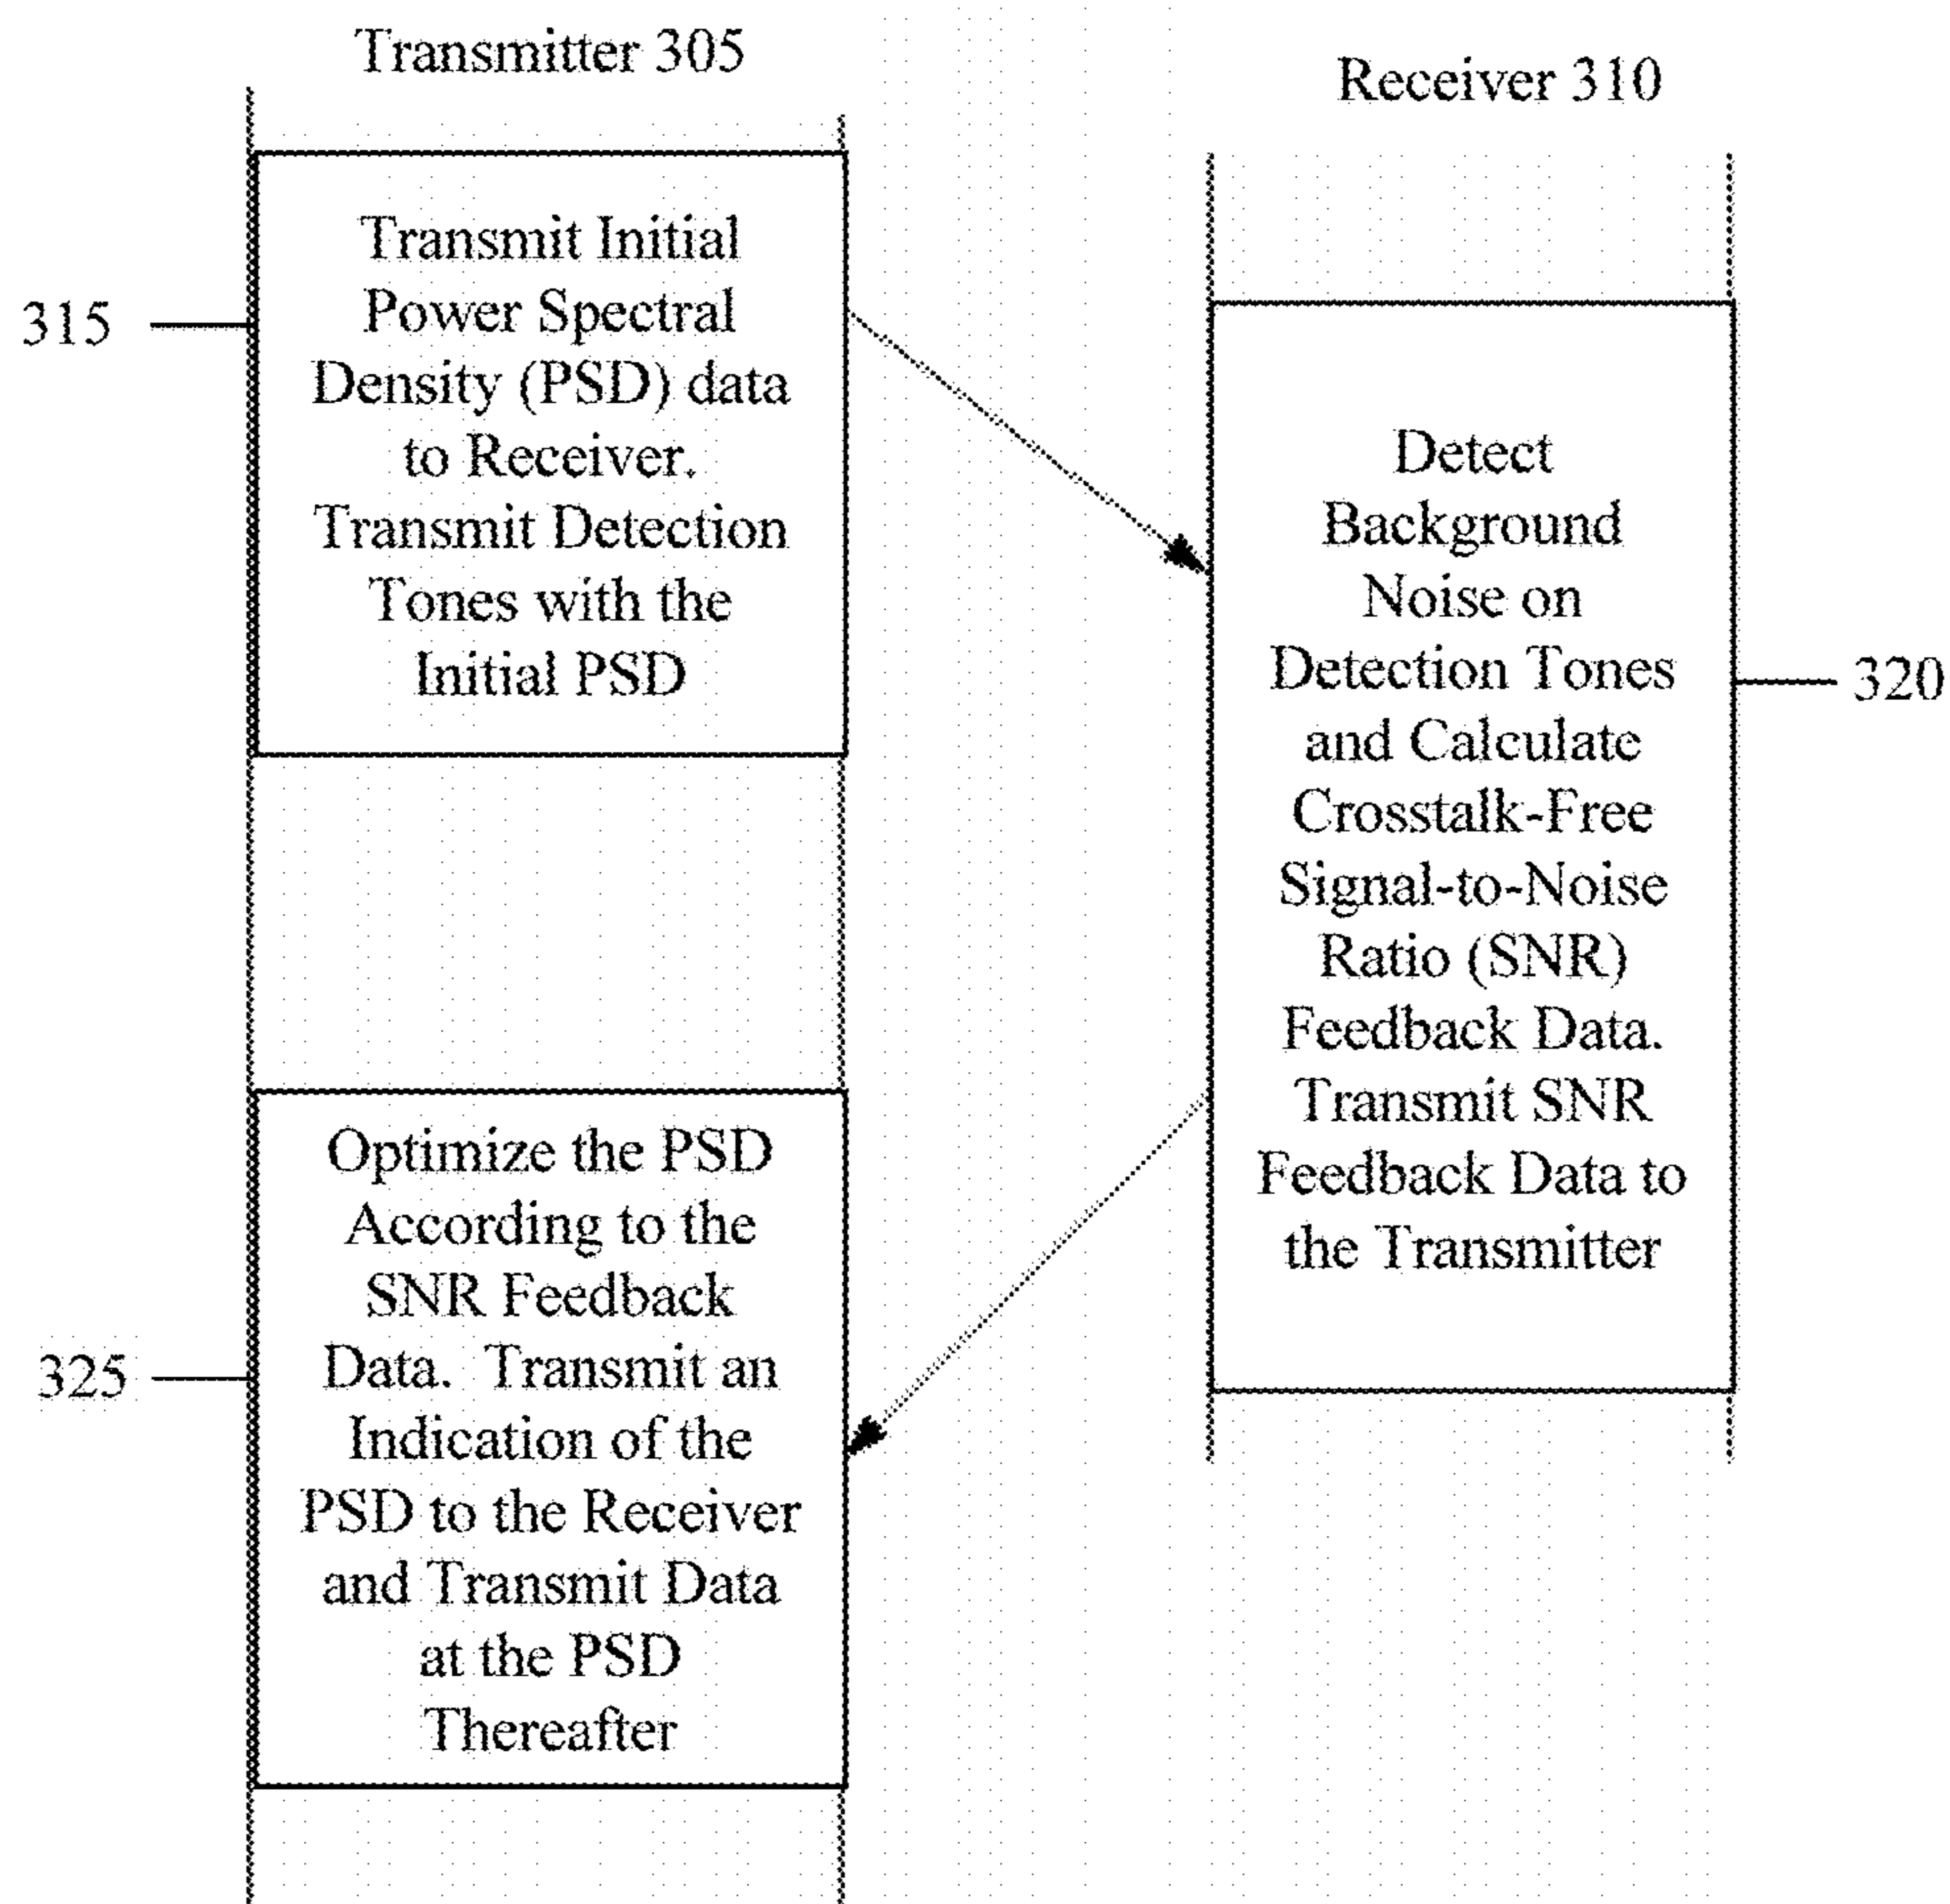 Transmitter 305
Receiver 310
315
Transmit Initial
Power Spectral
Density (PSD) data
to Receiver.
Transmit Detection
Tones with the
Initial PSD
Detect
Background
Noise on
Detection Tones
and Calculate
Crosstalk-Free
Signal-to-Noise
Ratio (SNR)
Feedback Data.
Transmit SNR
Feedback Data to
the Transmitter
320
325
Optimize the PSD
According to the
SNR Feedback
Data. Transmit an
Indication of the
PSD to the Receiver
and Transmit Data
at the PSD
Thereafter